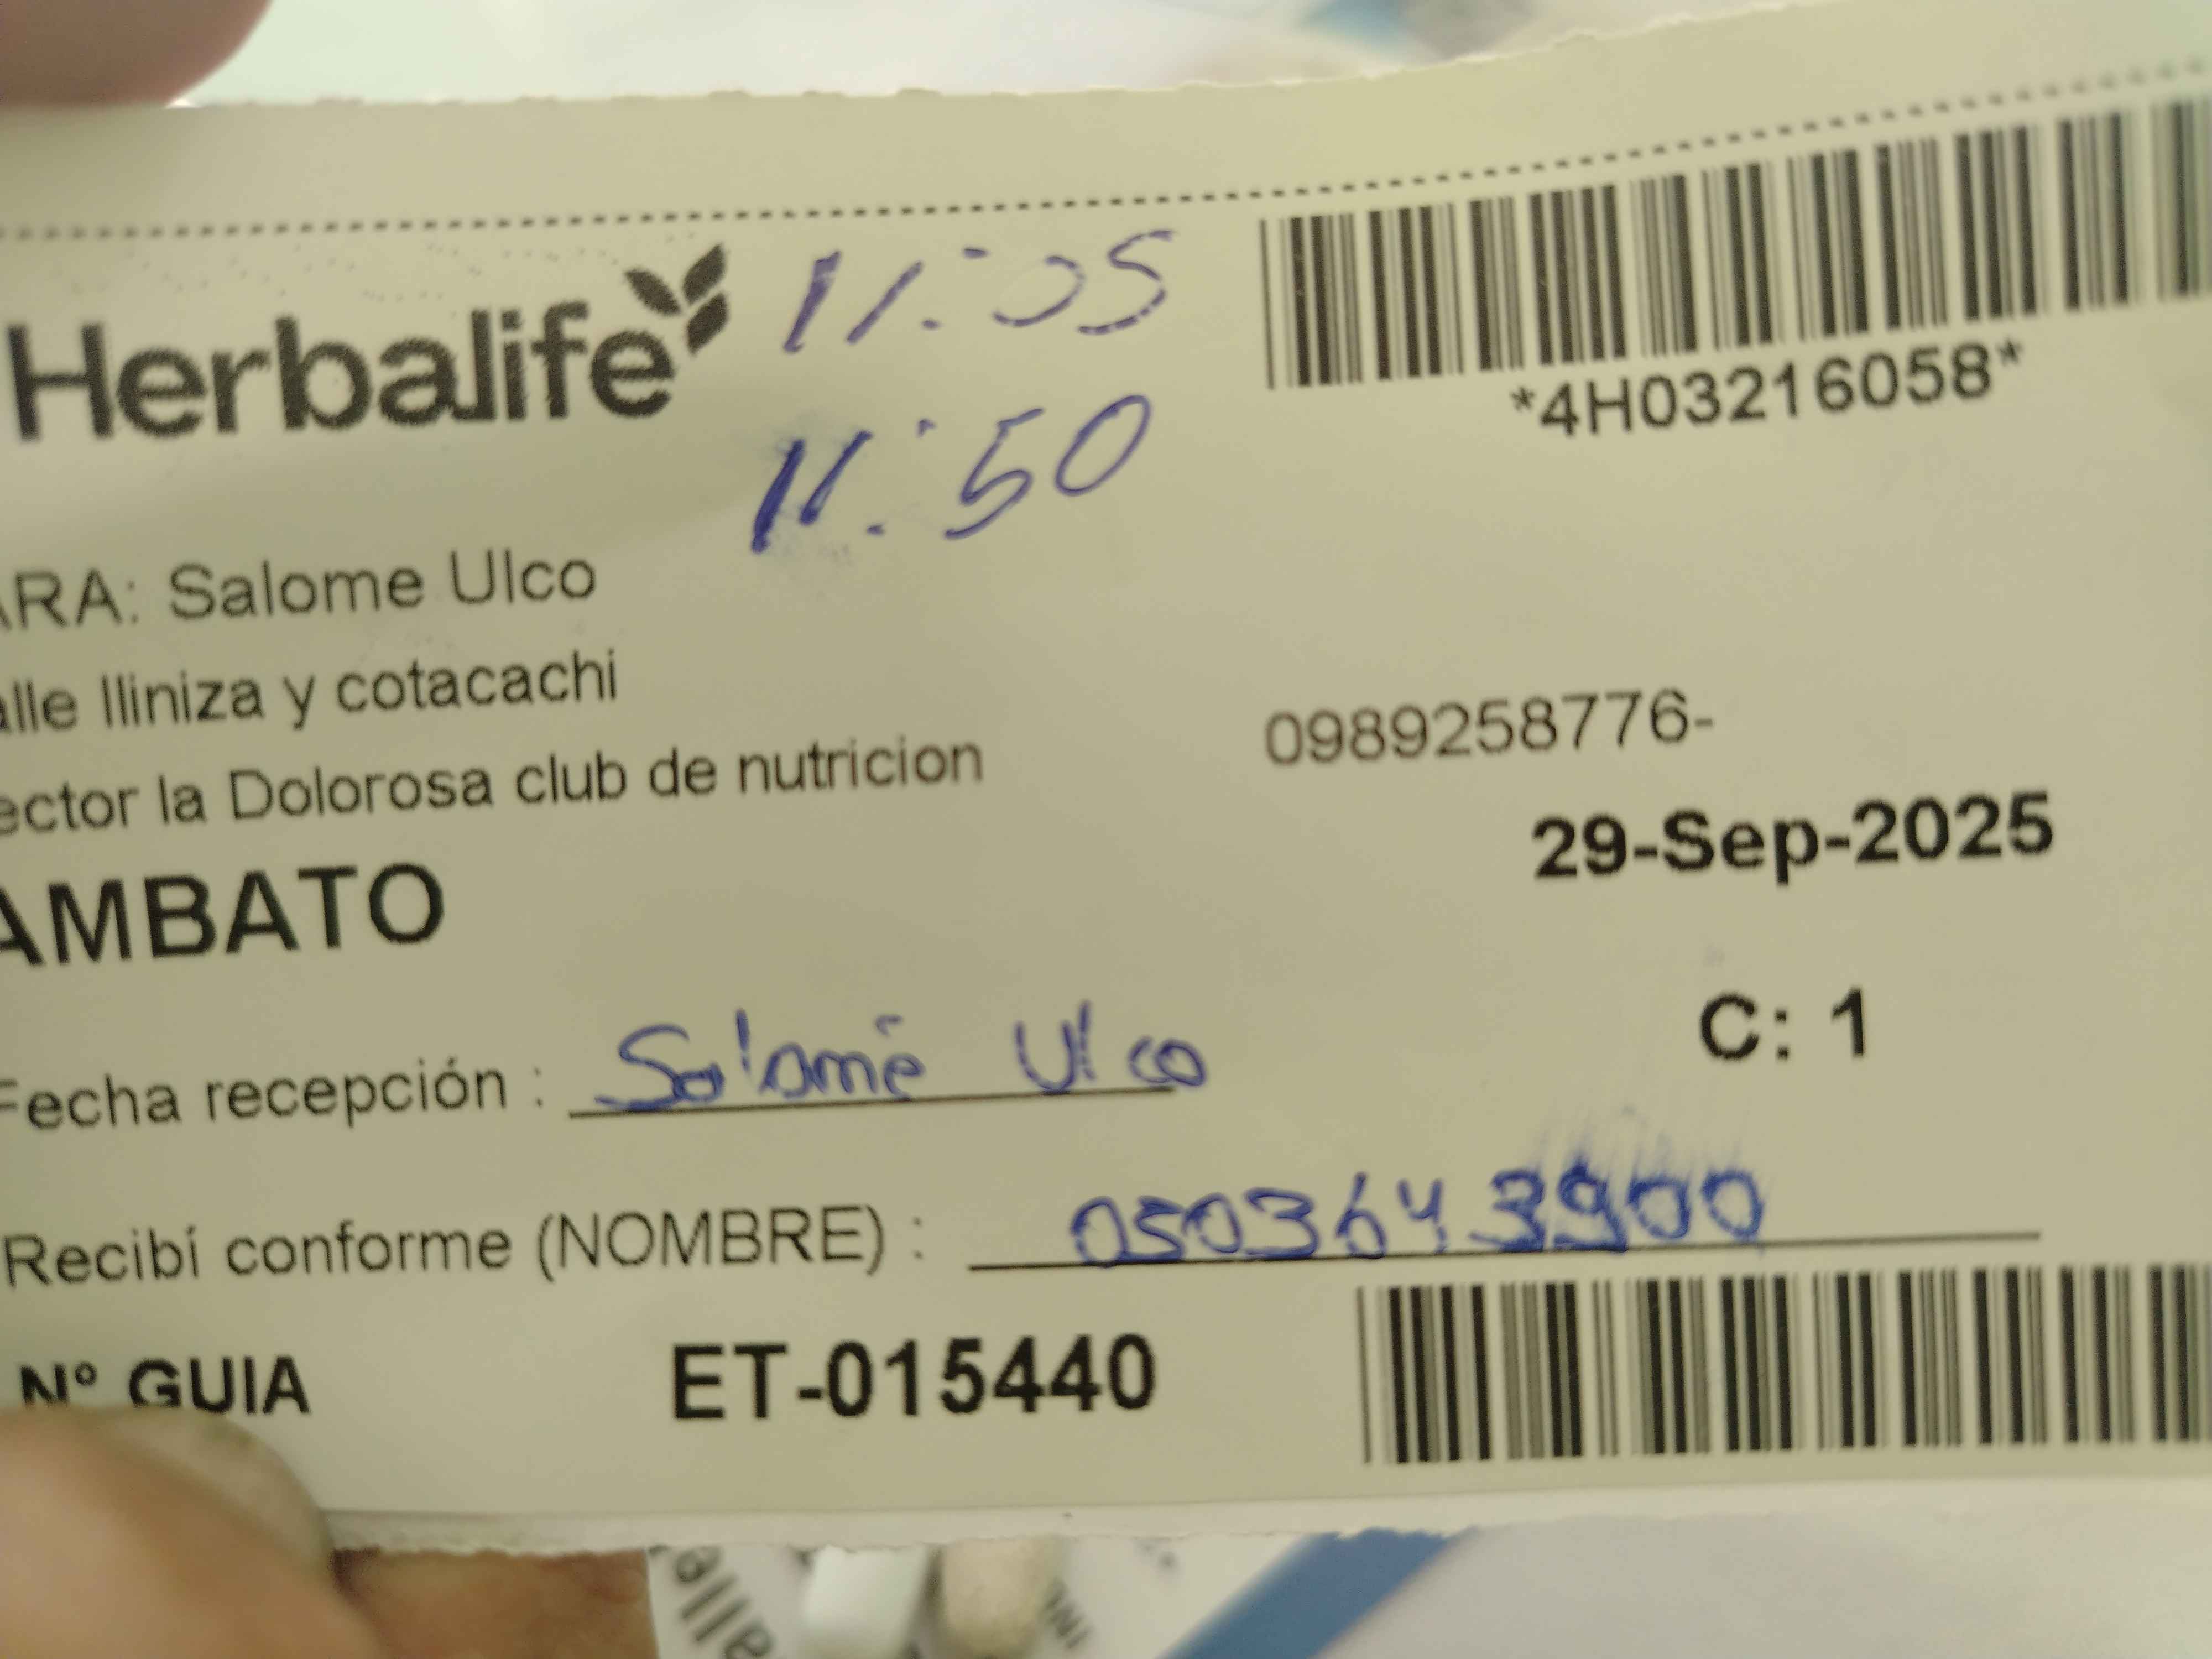 Herbalife
11:05
11:50
*4H03216058*
ARA: Salome Ulco
alle Iliniza y cotacachi
0989258776-
ector la Dolorosa club de nutricion
29-Sep-2025
AMBATO
C: 1
Fecha recepción : Salomé Ulco
Recibí conforme (NOMBRE) : 0503643900
Nº GUIA ET-015440